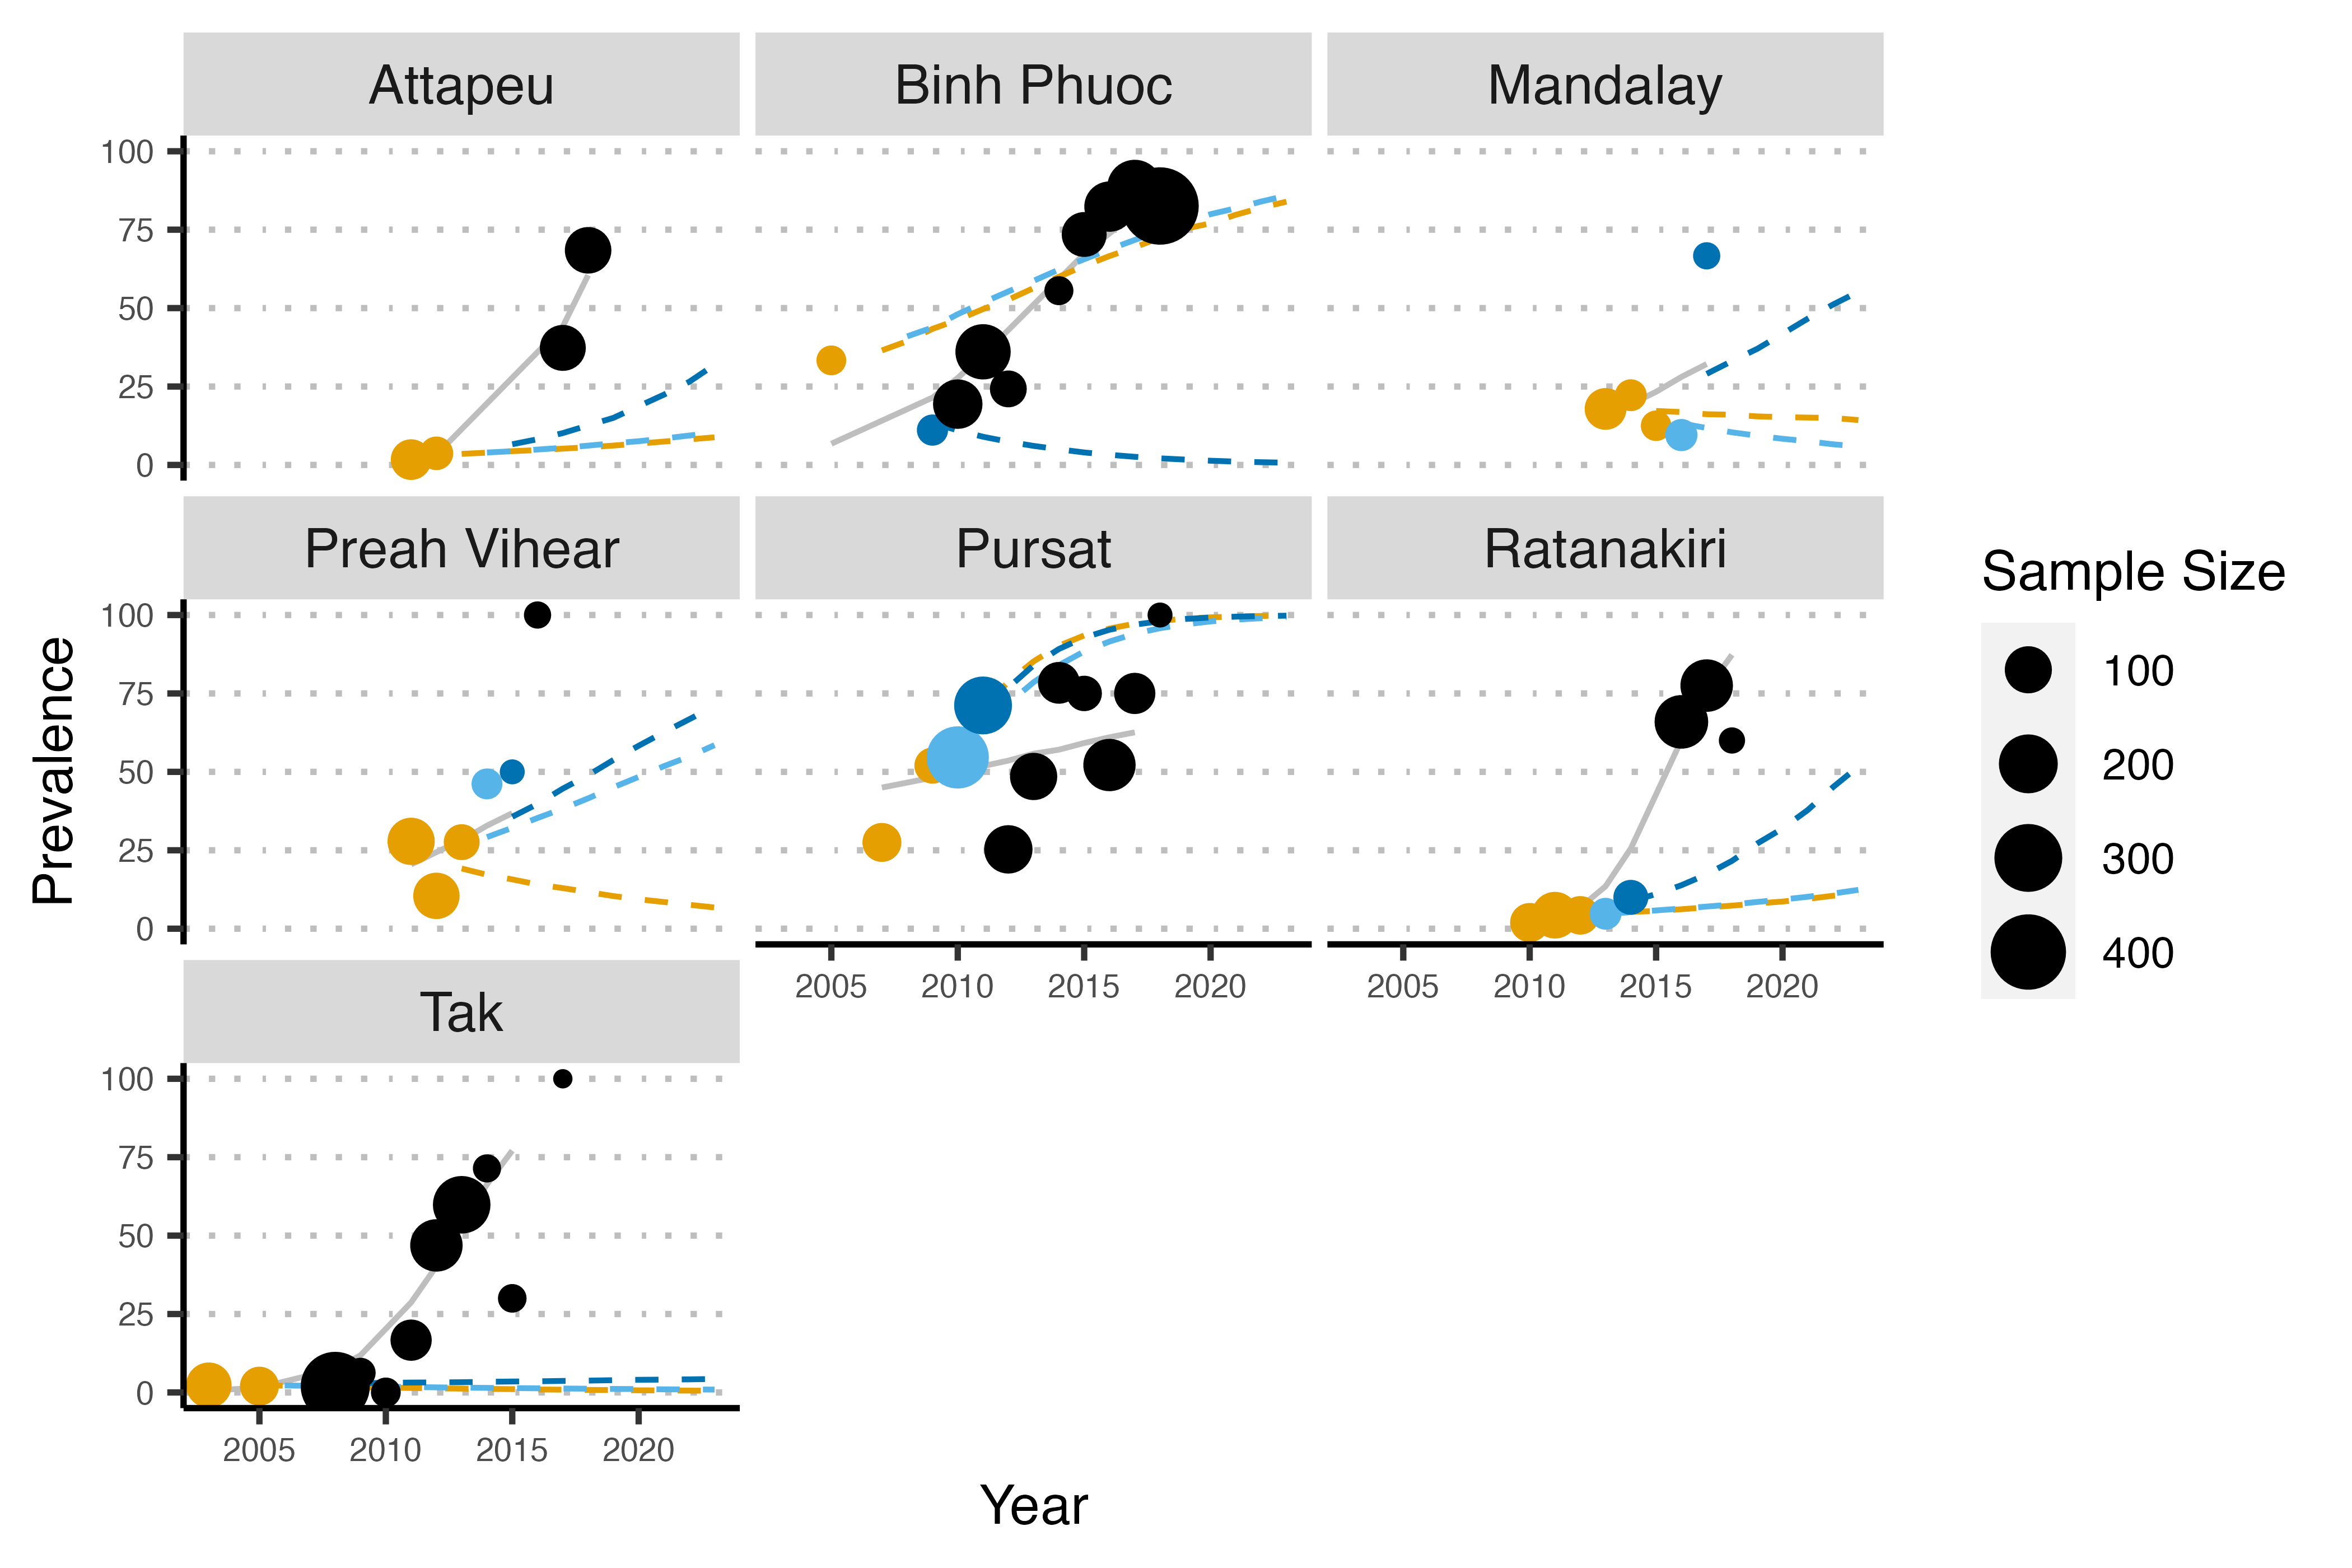 Attapeu Binh Phuoc Mandalay
100
75
50
25
0
Preah Vihear Pursat Ratanakiri
100
75
50
25
0
2005 2010 2015 2020 2005 2010 2015 2020
Tak
100
75
50
25
0
2005 2010 2015 2020
Prevalence
Year
Sample Size
100
200
300
400